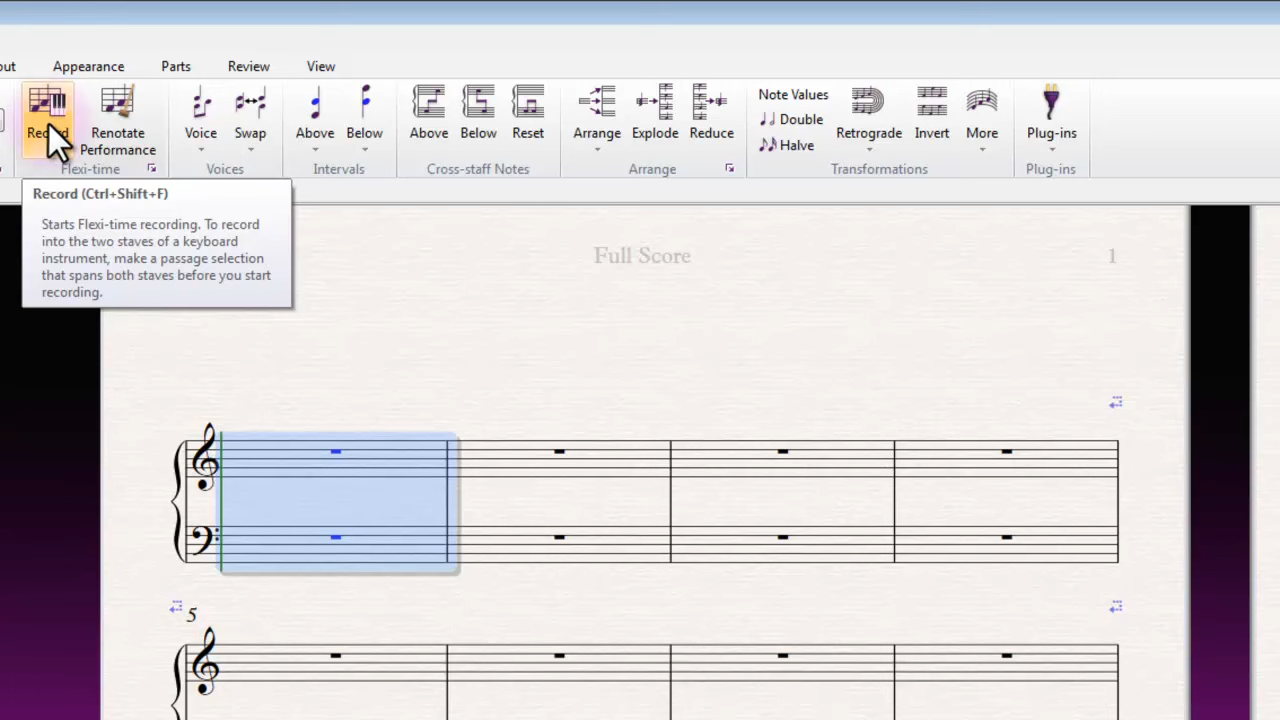 out Appearance Parts Review View
Record Renotate Performance
Voice Swap
Above Below
Above Below Reset
Arrange Explode Reduce
Note Values
Double
Halve
Retrograde Invert More
Plug-ins
Flexi-time Voices Intervals Cross-staff Notes Arrange Transformations Plug-ins
Record (Ctrl+Shift+F)
Starts Flexi-time recording. To record
into the two staves of a keyboard
instrument, make a passage selection
that spans both staves before you start
recording.
Full Score 1
5